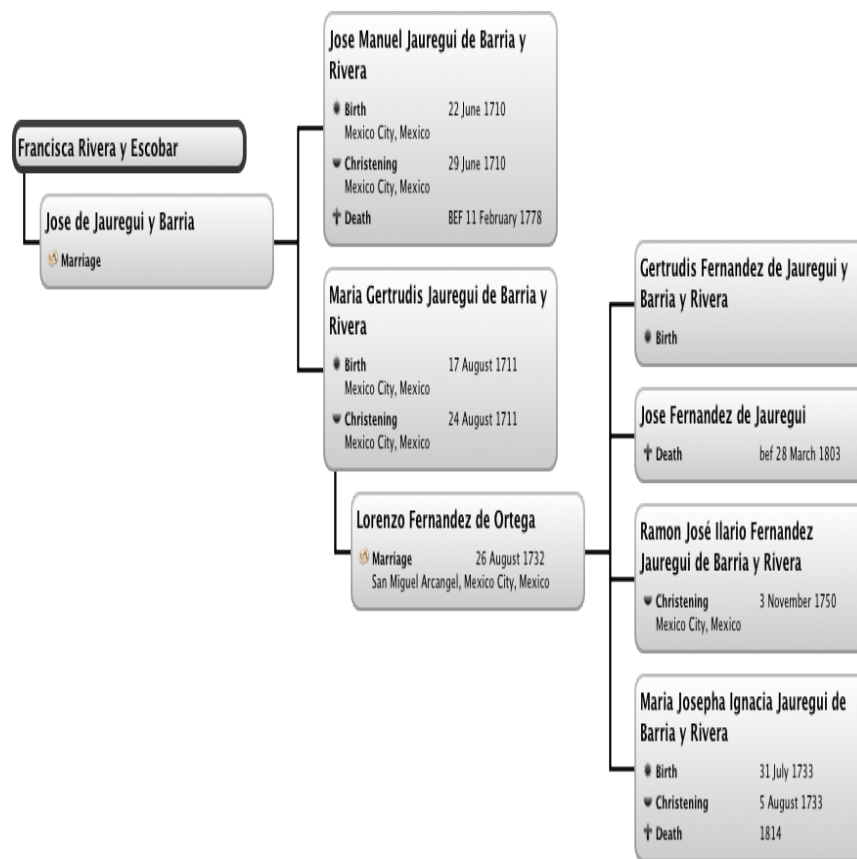 Francisca Rivera y Escobar
Jose de Jauregui y Barria
Marriage
Jose Manuel Jauregui de Barria y
Rivera
Birth 22 June 1710
Mexico City, Mexico
Christening 29 June 1710
Mexico City, Mexico
Death BEF 11 February 1778
Maria Gertrudis Jauregui de Barria y
Rivera
Birth 17 August 1711
Mexico City, Mexico
Christening 24 August 1711
Mexico City, Mexico
Lorenzo Fernandez de Ortega
Marriage 26 August 1732
San Miguel Arcangel, Mexico City, Mexico
Gertrudis Fernandez de Jauregui y
Barria y Rivera
Birth
Jose Fernandez de Jauregui
Death bef 28 March 1803
Ramon José Ilario Fernandez
Jauregui de Barria y Rivera
Christening 3 November 1750
Mexico City, Mexico
Maria Josepha Ignacia Jauregui de
Barria y Rivera
Birth 31 July 1733
Christening 5 August 1733
Death 1814